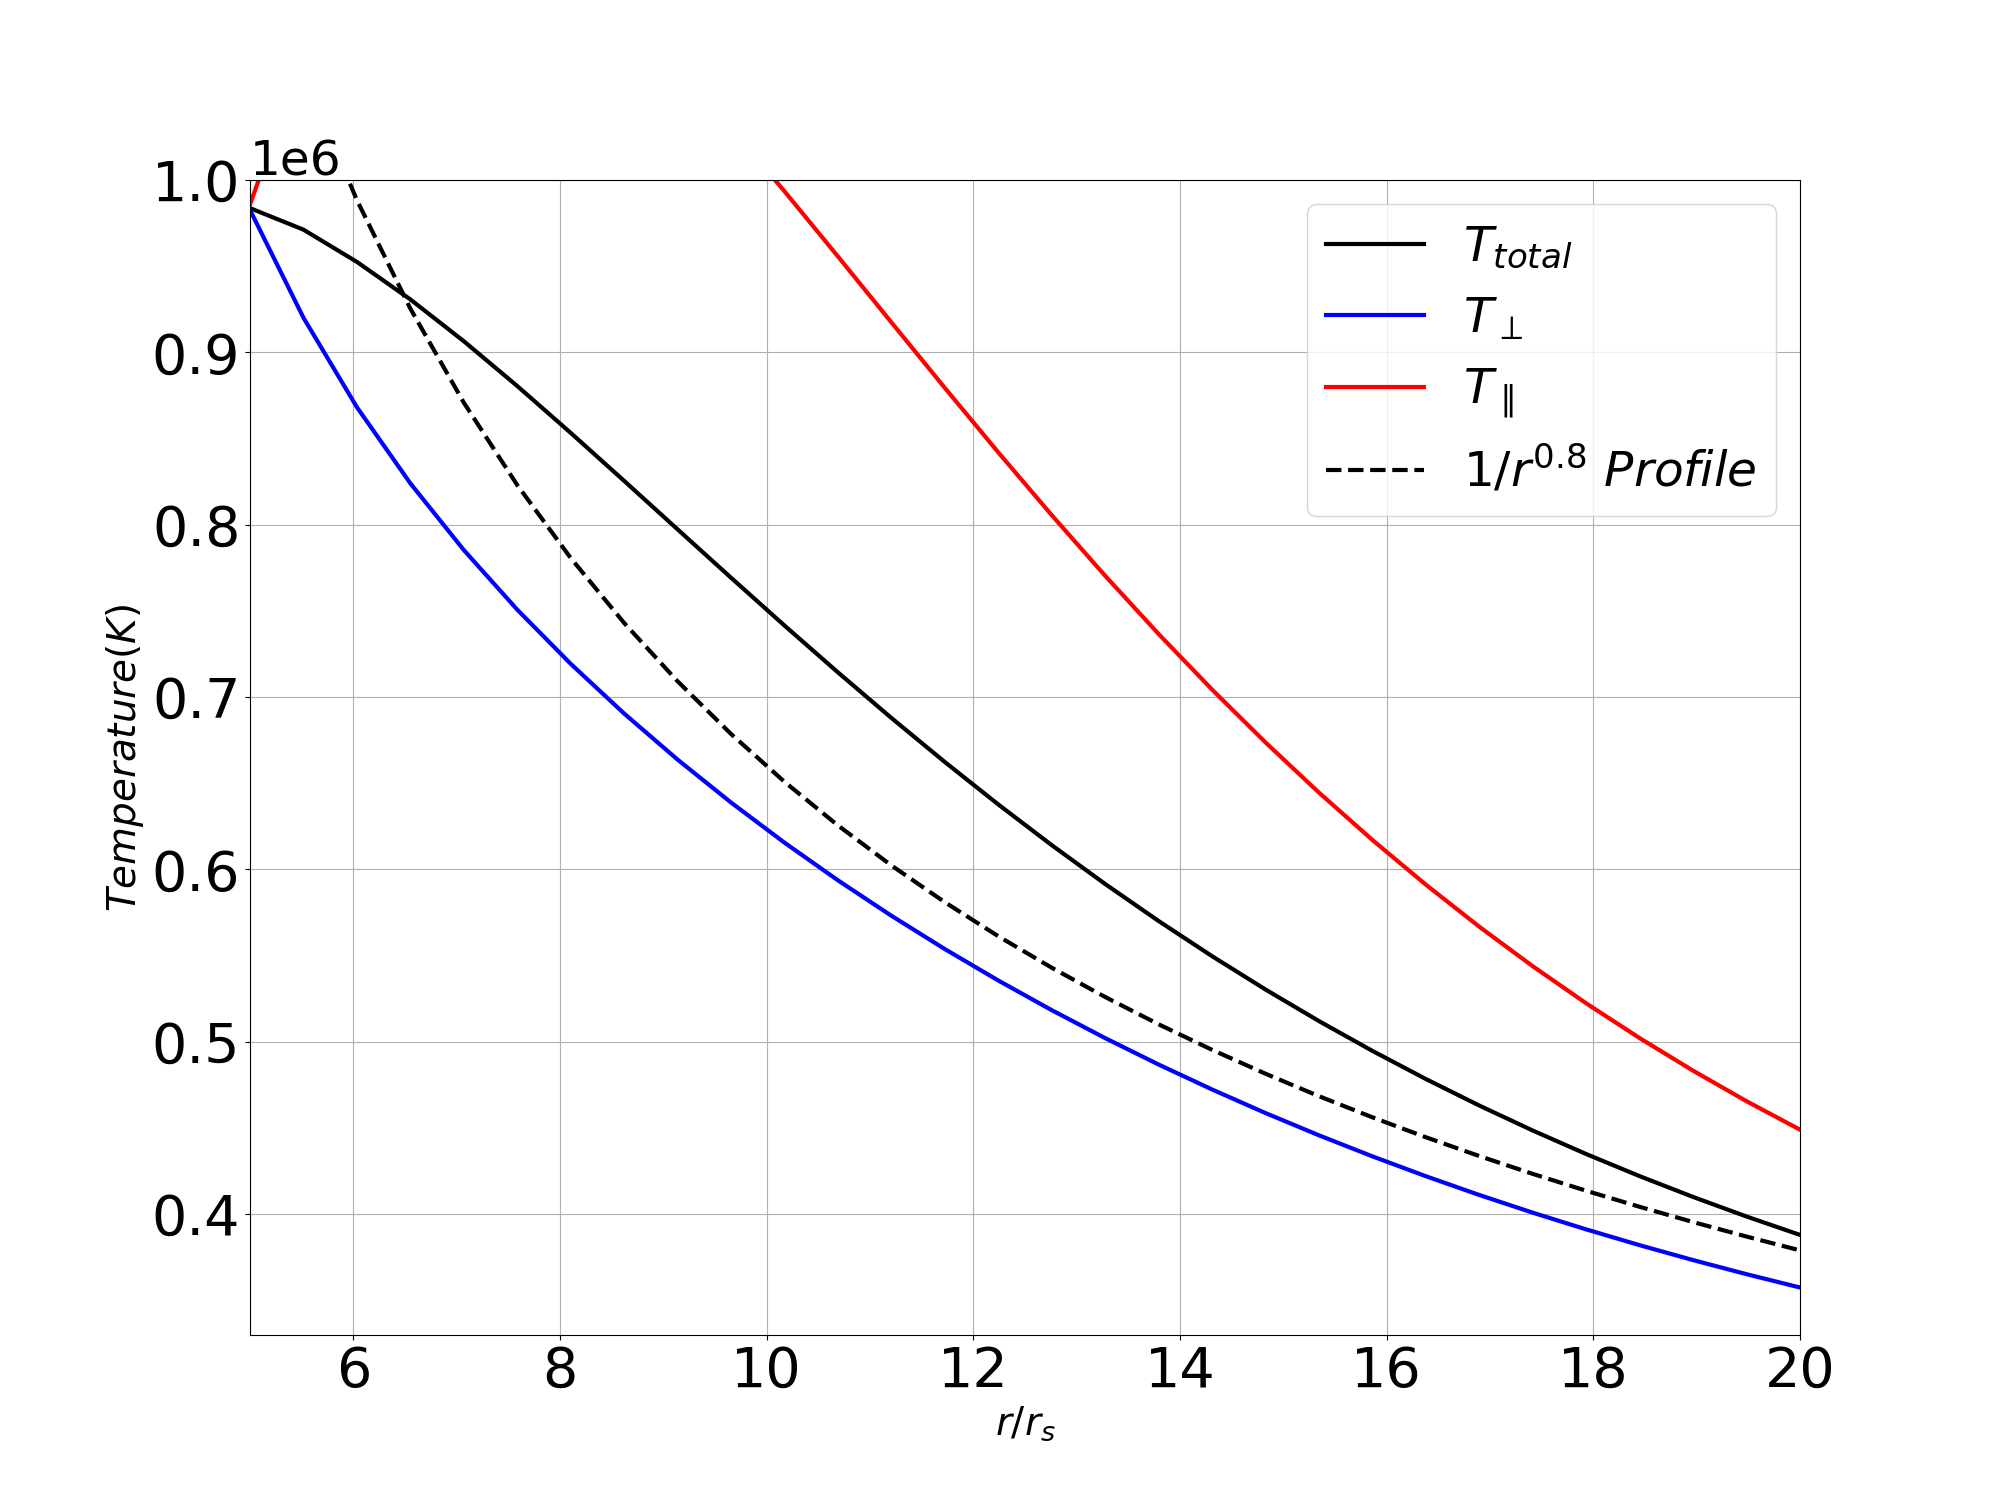 1e6
1.0
0.9
0.8
0.7
0.6
0.5
0.4
Temperature(K)
6 8 10 12 14 16 18 20
r/r_s
T_total
T_⊥
T_∥
1/r^0.8 Profile